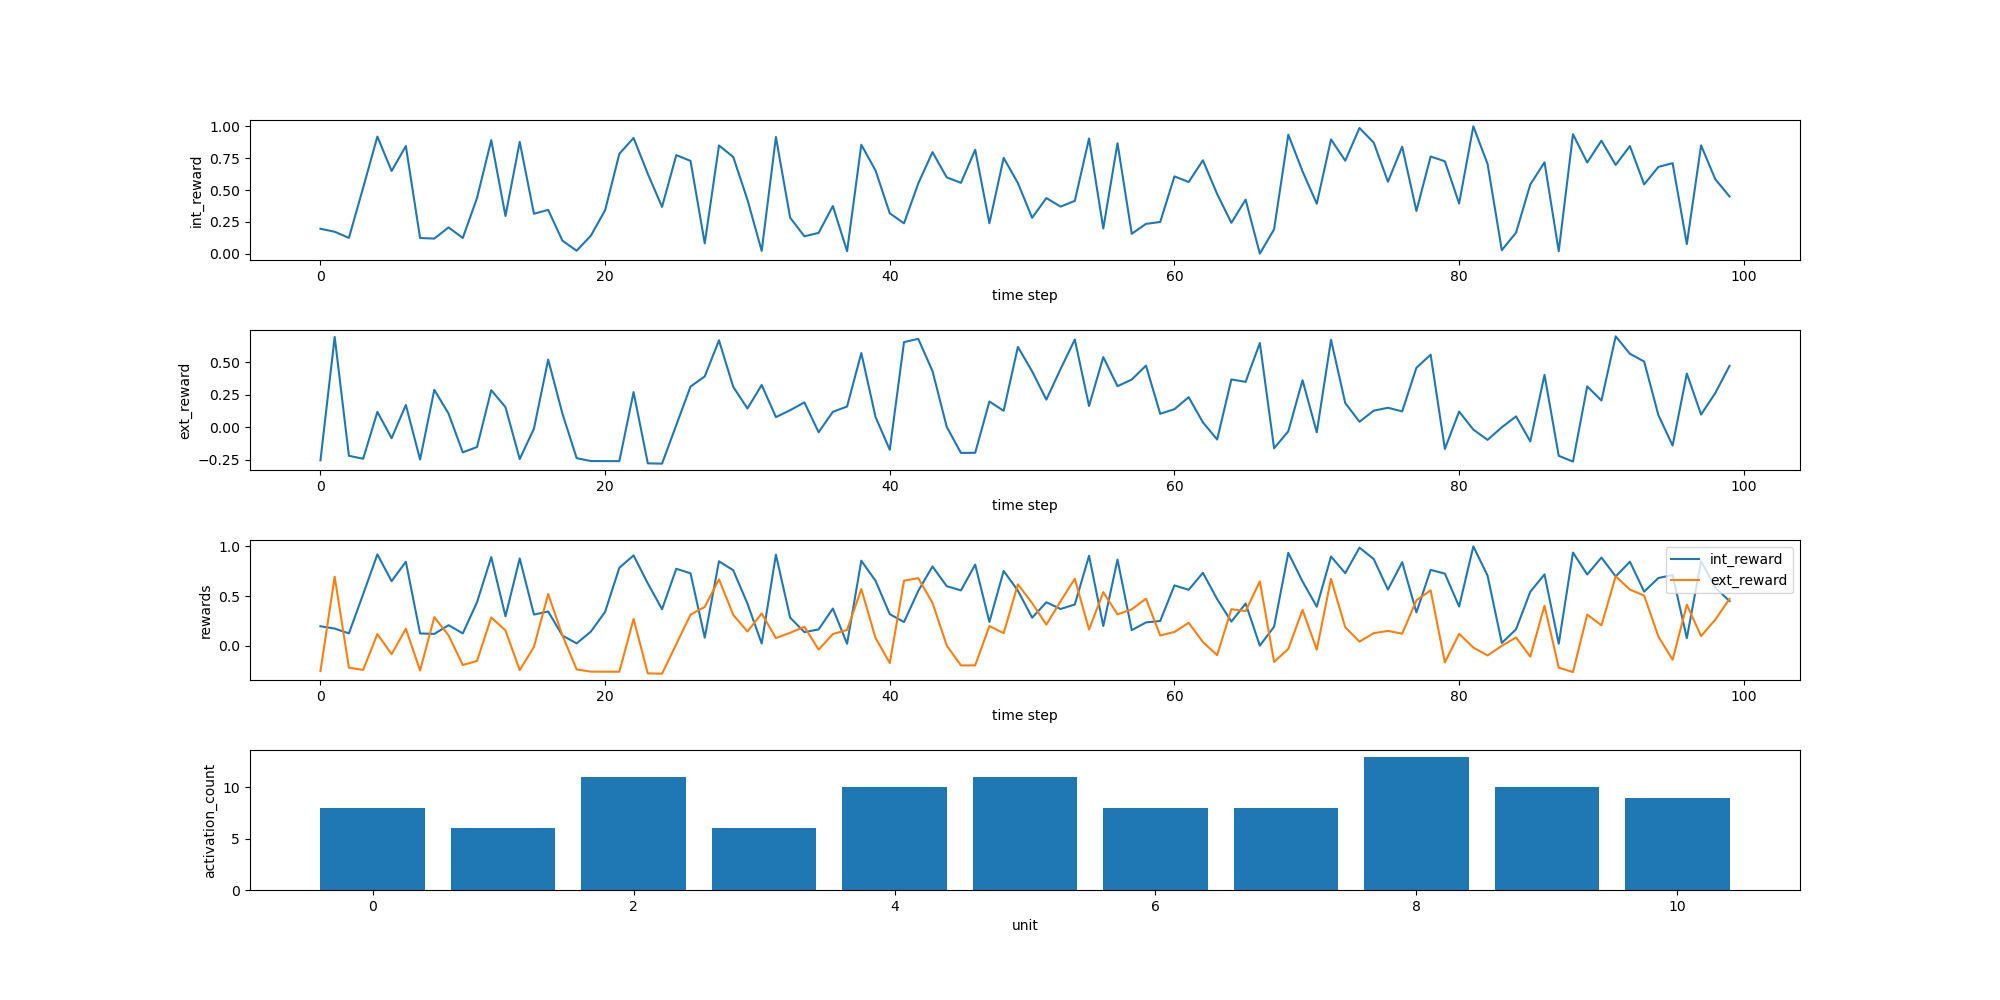 int_reward
1.00
0.75
0.50
0.25
0.00
0 20 40 60 80 100
time step
ext_reward
0.50
0.25
0.00
−0.25
0 20 40 60 80 100
time step
rewards
1.0
0.5
0.0
int_reward
ext_reward
0 20 40 60 80 100
time step
activation_count
10
5
0
0 2 4 6 8 10
unit